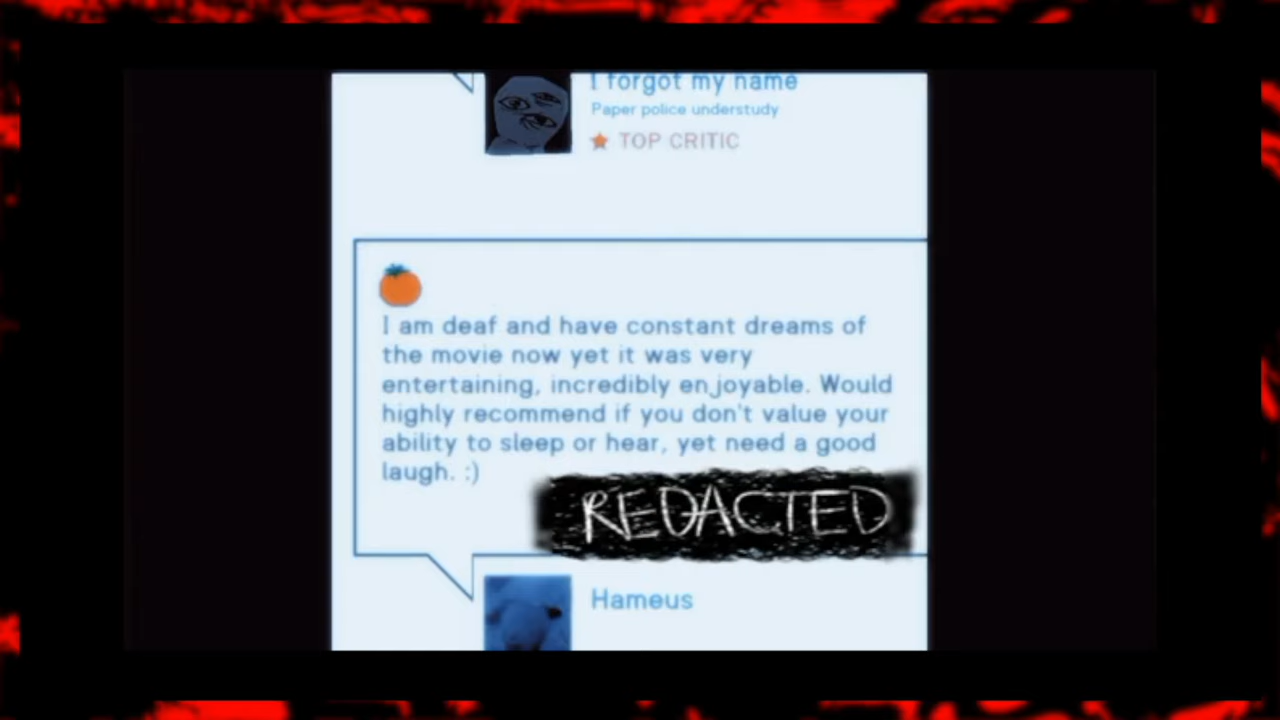 I forgot my name
Paper police understudy
TOP CRITIC
I am deaf and have constant dreams of
the movie now yet it was very
entertaining, incredibly enjoyable. Would
highly recommend if you don't value your
ability to sleep or hear, yet need a good
laugh. :)
REDACTED
Hameus